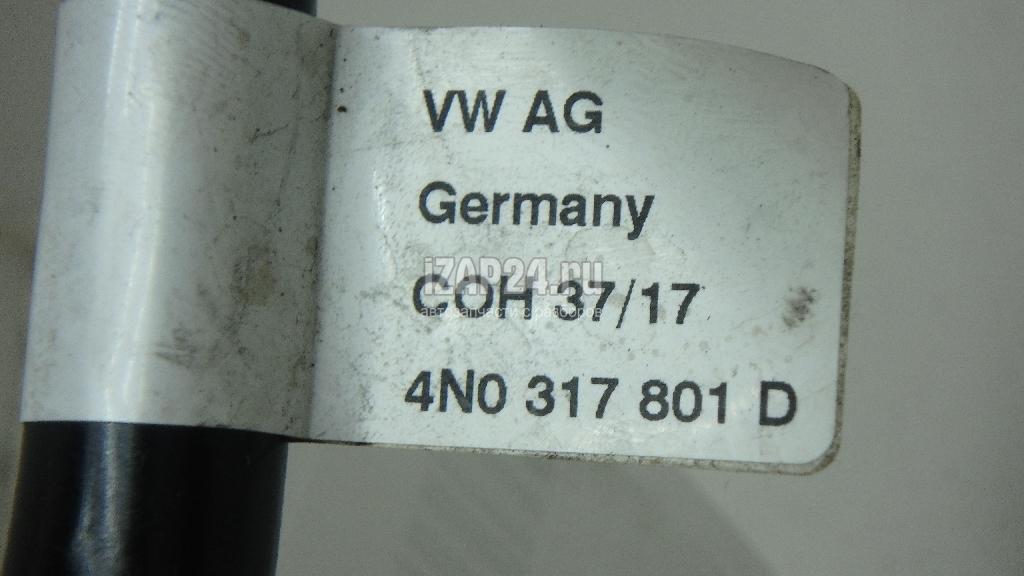 VW AG
Germany
iZAP24.ru
COH 37/17
автозапчасти с разборов
4N0 317 801 D